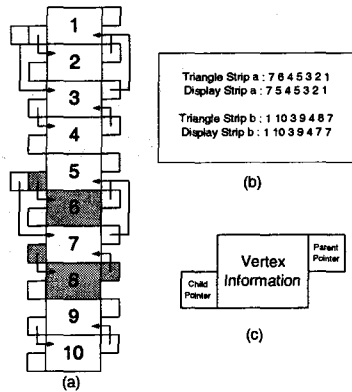 1
2
3
4
5
6
7
8
9
10
(a)
Triangle Strip a : 7 6 4 5 3 2 1
Display Strip a : 7 5 4 5 3 2 1
Triangle Strip b : 1 10 3 9 4 8 7
Display Strip b : 1 10 3 9 4 7 7
(b)
Parent
Pointer
Vertex
Information
Child
Pointer
(c)